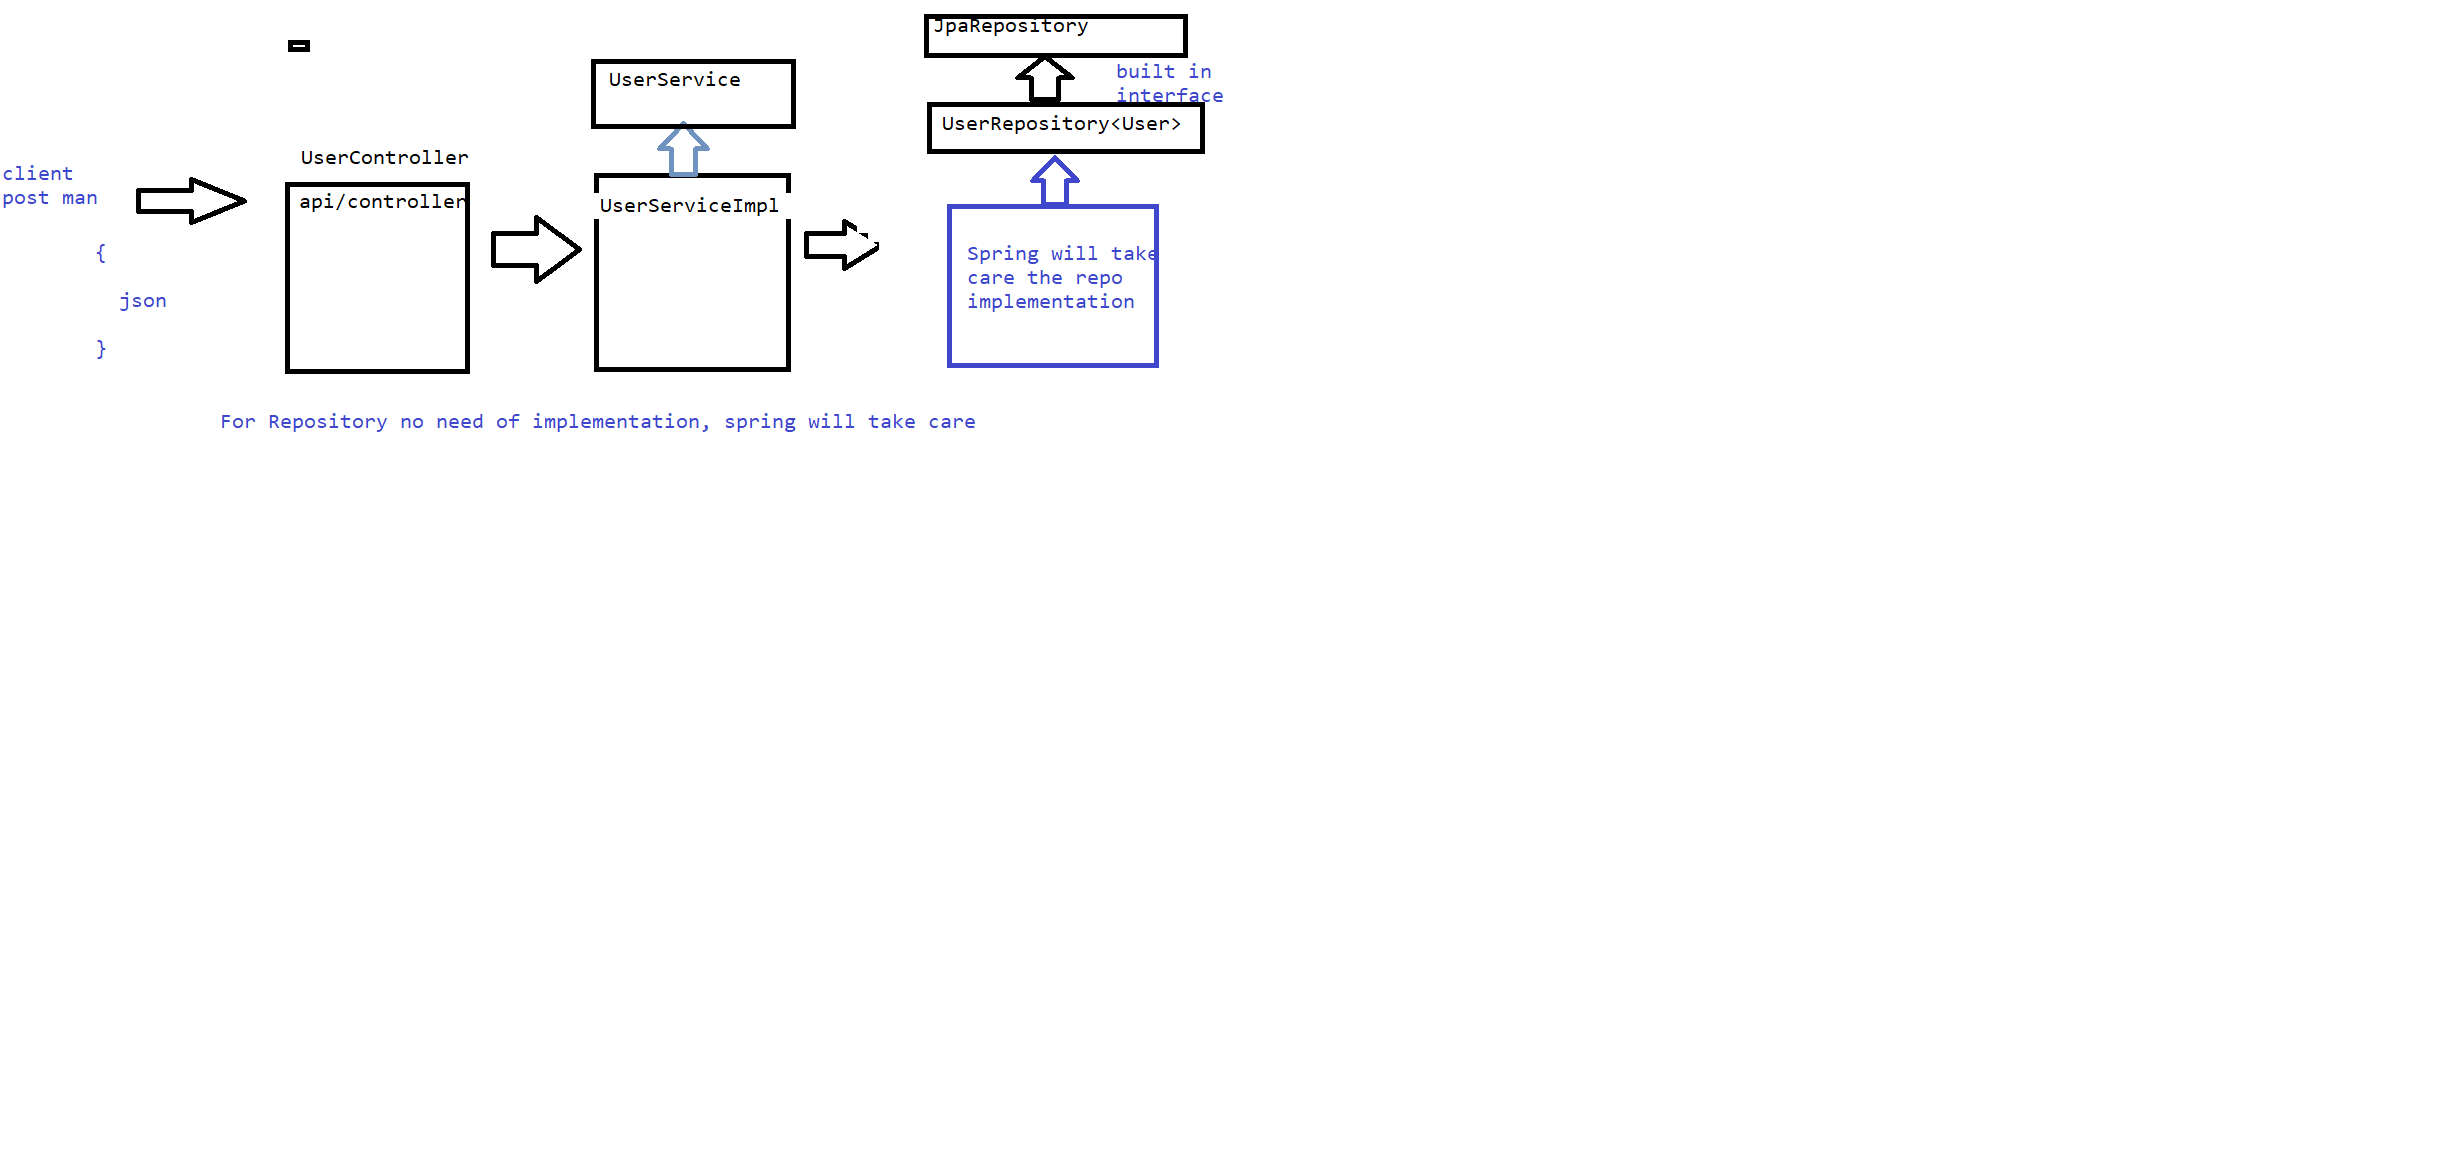 JpaRepository
built in
interface
UserService
UserRepository<User>
UserController
client
post man
api/controller
UserServiceImpl
{
json
}
Spring will take
care the repo
implementation
For Repository no need of implementation, spring will take care